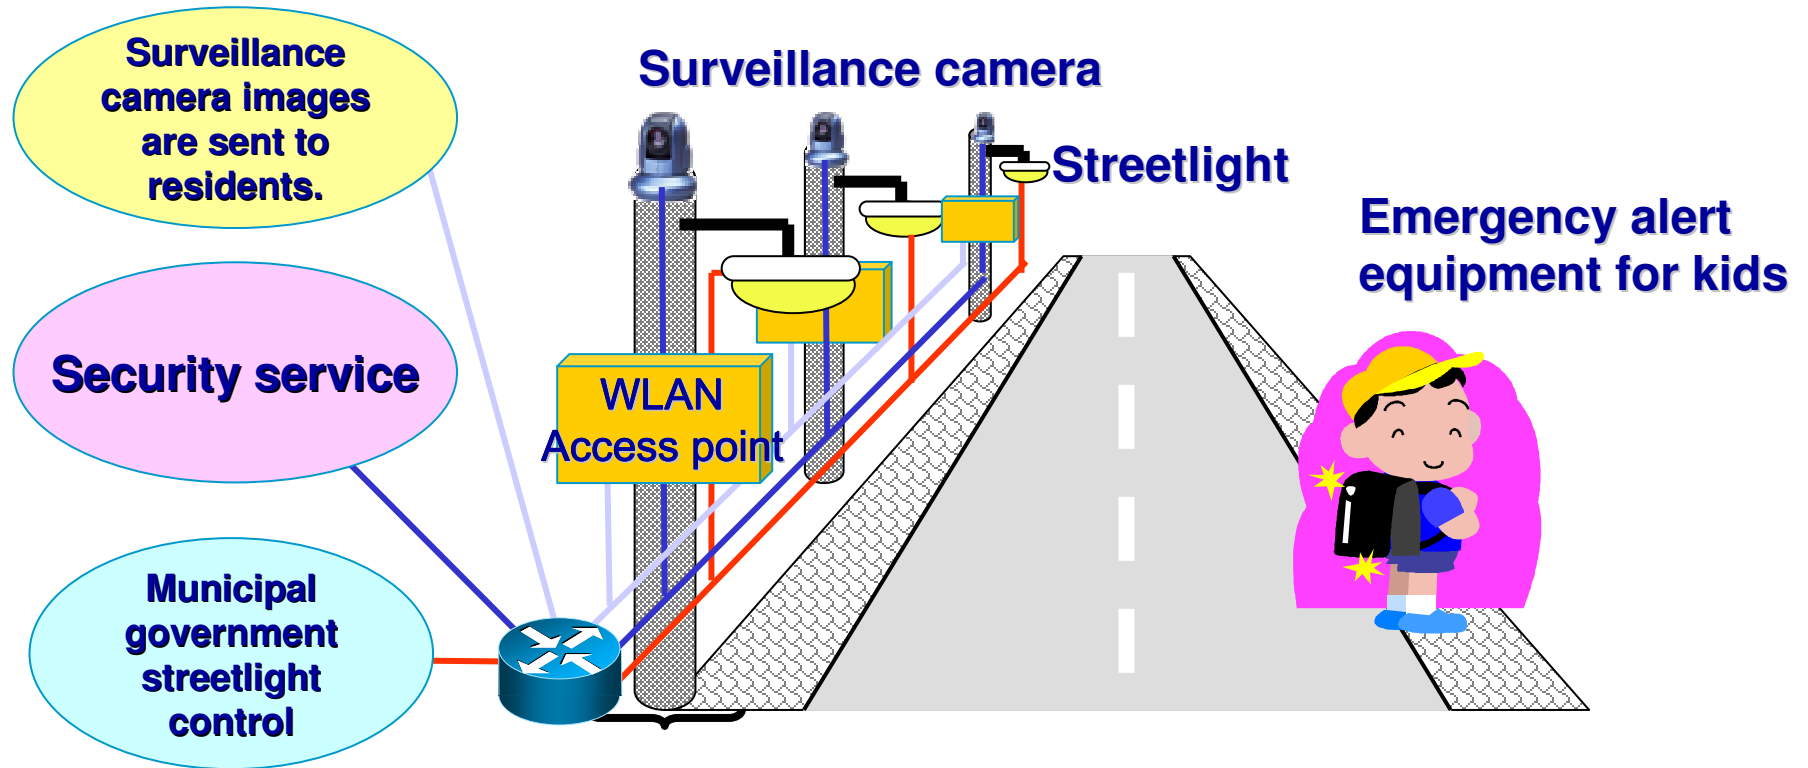 Surveillance
camera images
are sent to
residents.
Security service
Municipal
government
streetlight
control
Surveillance camera
Streetlight
WLAN
Access point
Emergency alert
equipment for kids